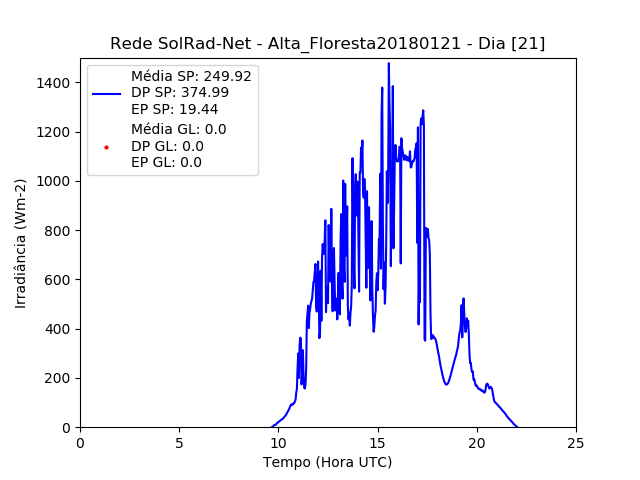 Rede SolRad-Net - Alta_Floresta20180121 - Dia [21]
Média SP: 249.92
DP SP: 374.99
EP SP: 19.44
Média GL: 0.0
DP GL: 0.0
EP GL: 0.0
Irradiância (Wm-2)
1400
1200
1000
800
600
400
200
0
0 5 10 15 20 25
Tempo (Hora UTC)